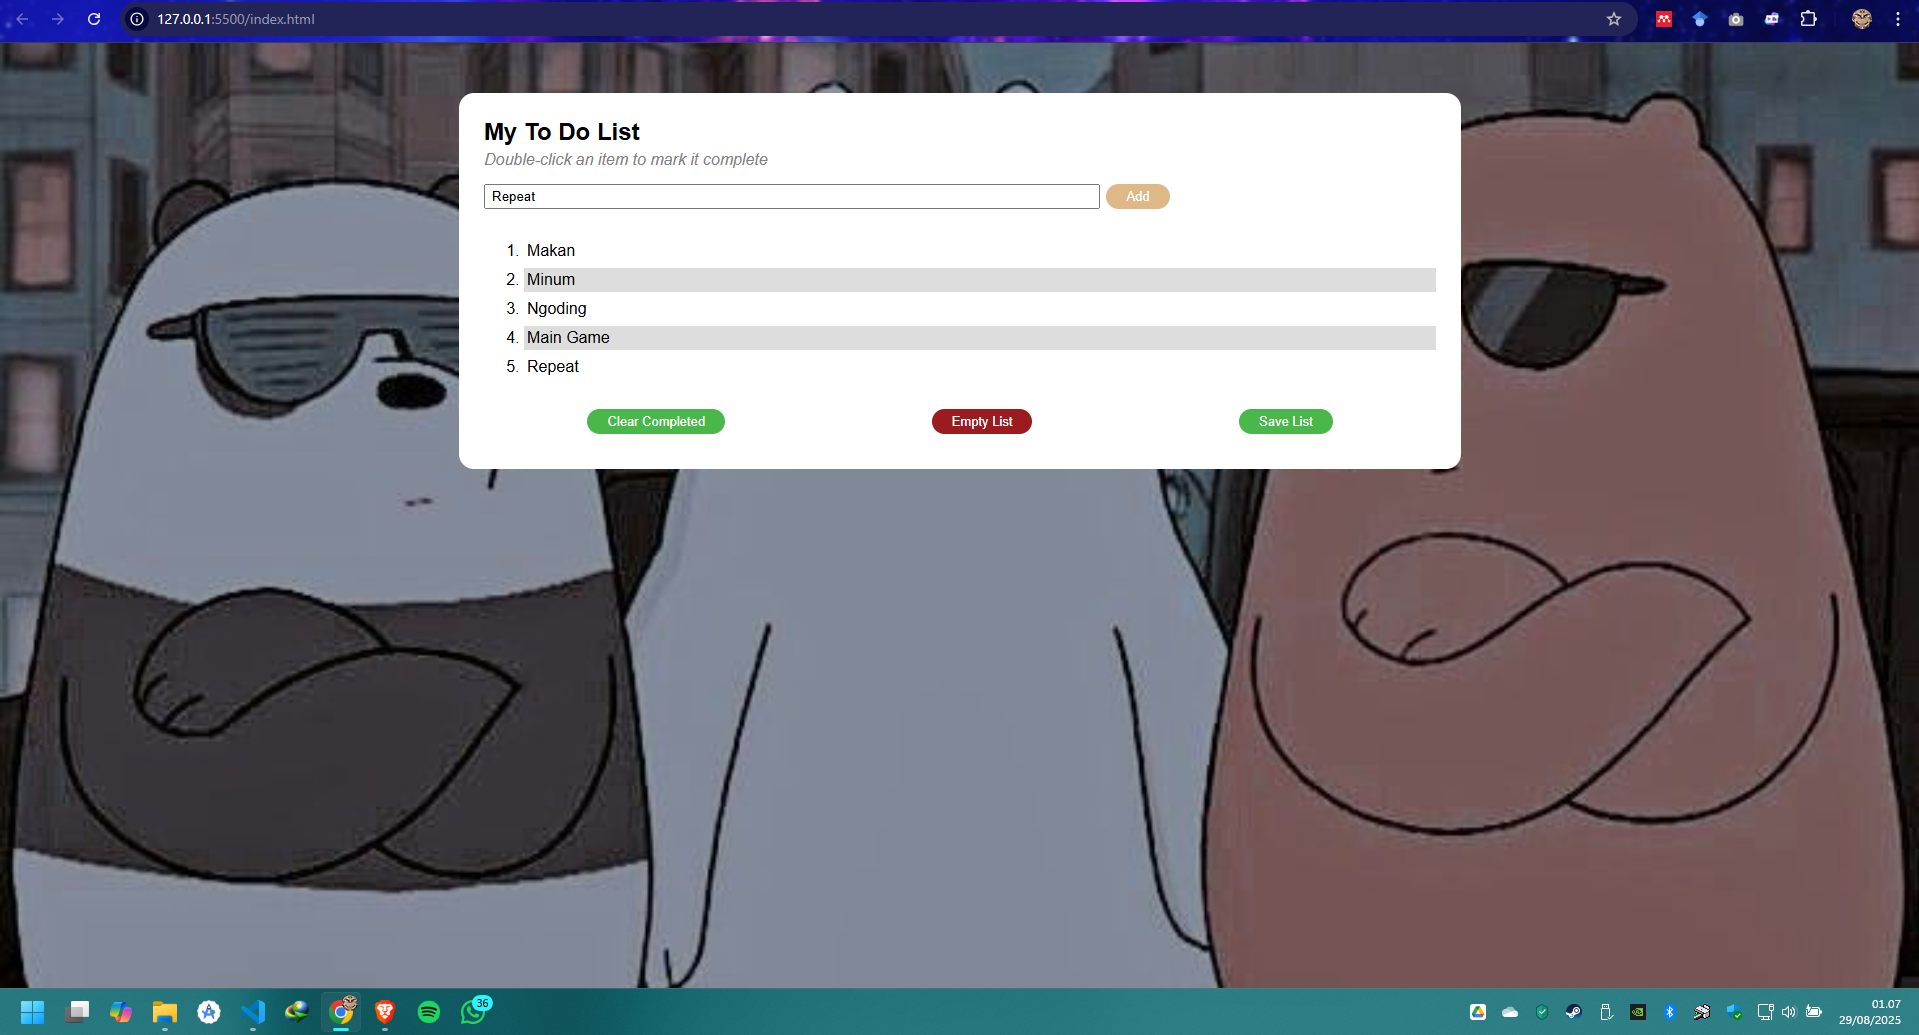 127.0.0.1:5500/index.html
My To Do List
Double-click an item to mark it complete
Repeat
Add
1. Makan
2. Minum
3. Ngoding
4. Main Game
5. Repeat
Clear Completed
Empty List
Save List
36
01.07
29/08/2025